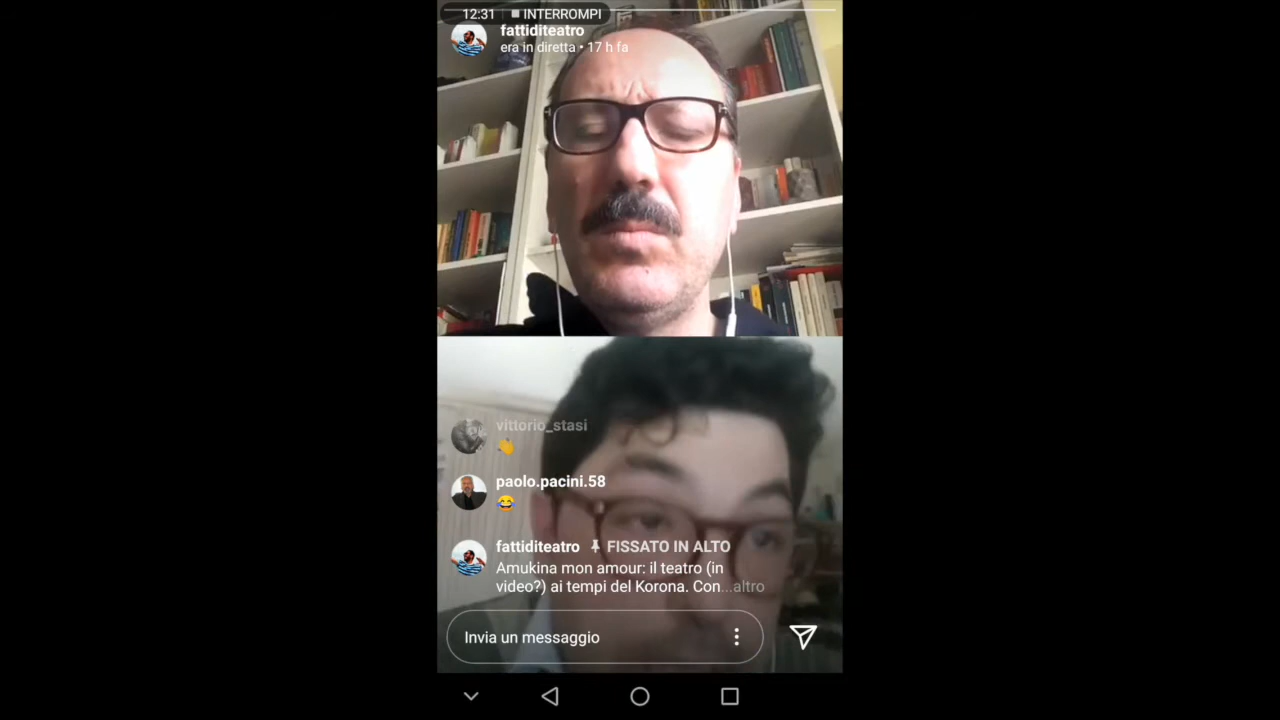 12:31 INTERROMPI
fattiditeatro
era in diretta • 17 h fa
vittorio_stasi
paolo.pacini.58
fattiditeatro FISSATO IN ALTO
Amukina mon amour: il teatro (in
video?) ai tempi del Korona. Con...altro
Invia un messaggio